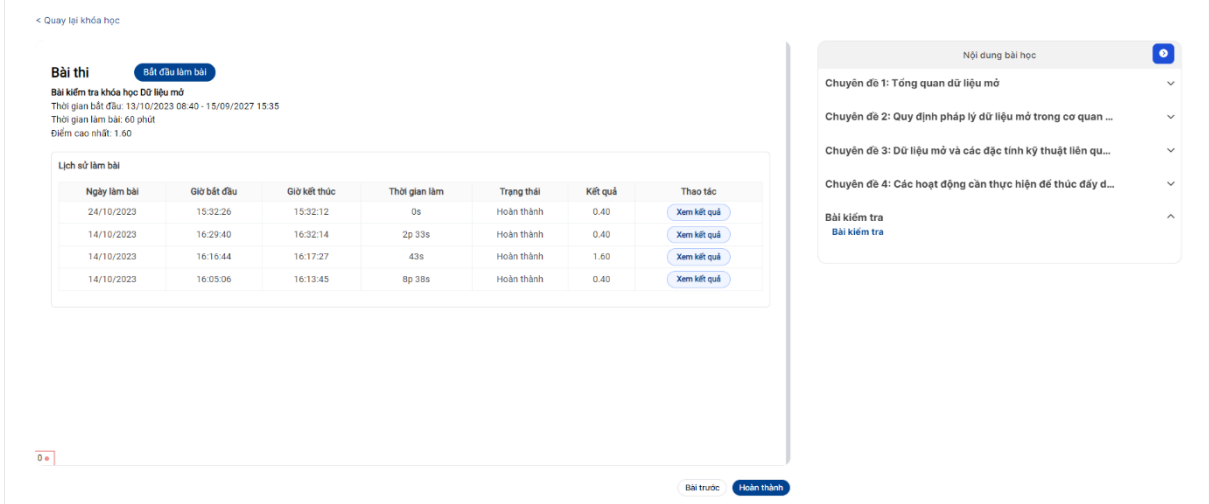 < Quay lại khóa học
Bài thi
Bắt đầu làm bài
Bài kiểm tra khóa học Dữ liệu mở
Thời gian bắt đầu: 13/10/2023 08:40 - 15/09/2027 15:35
Thời gian làm bài: 60 phút
Điểm cao nhất: 1.60
Lịch sử làm bài
Ngày làm bài Giờ bắt đầu Giờ kết thúc Thời gian làm Trạng thái Kết quả Thao tác
24/10/2023 15:32:26 15:32:12 0s Hoàn thành 0.40 Xem kết quả
14/10/2023 16:29:40 16:32:14 2p 33s Hoàn thành 0.40 Xem kết quả
14/10/2023 16:16:44 16:17:27 43s Hoàn thành 1.60 Xem kết quả
14/10/2023 16:05:06 16:13:45 8p 38s Hoàn thành 0.40 Xem kết quả
0
Bài trước
Hoàn thành
Nội dung bài học
Chuyên đề 1: Tổng quan dữ liệu mở
Chuyên đề 2: Quy định pháp lý dữ liệu mở trong cơ quan ...
Chuyên đề 3: Dữ liệu mở và các đặc tính kỹ thuật liên qu...
Chuyên đề 4: Các hoạt động cần thực hiện để thúc đẩy d...
Bài kiểm tra
Bài kiểm tra